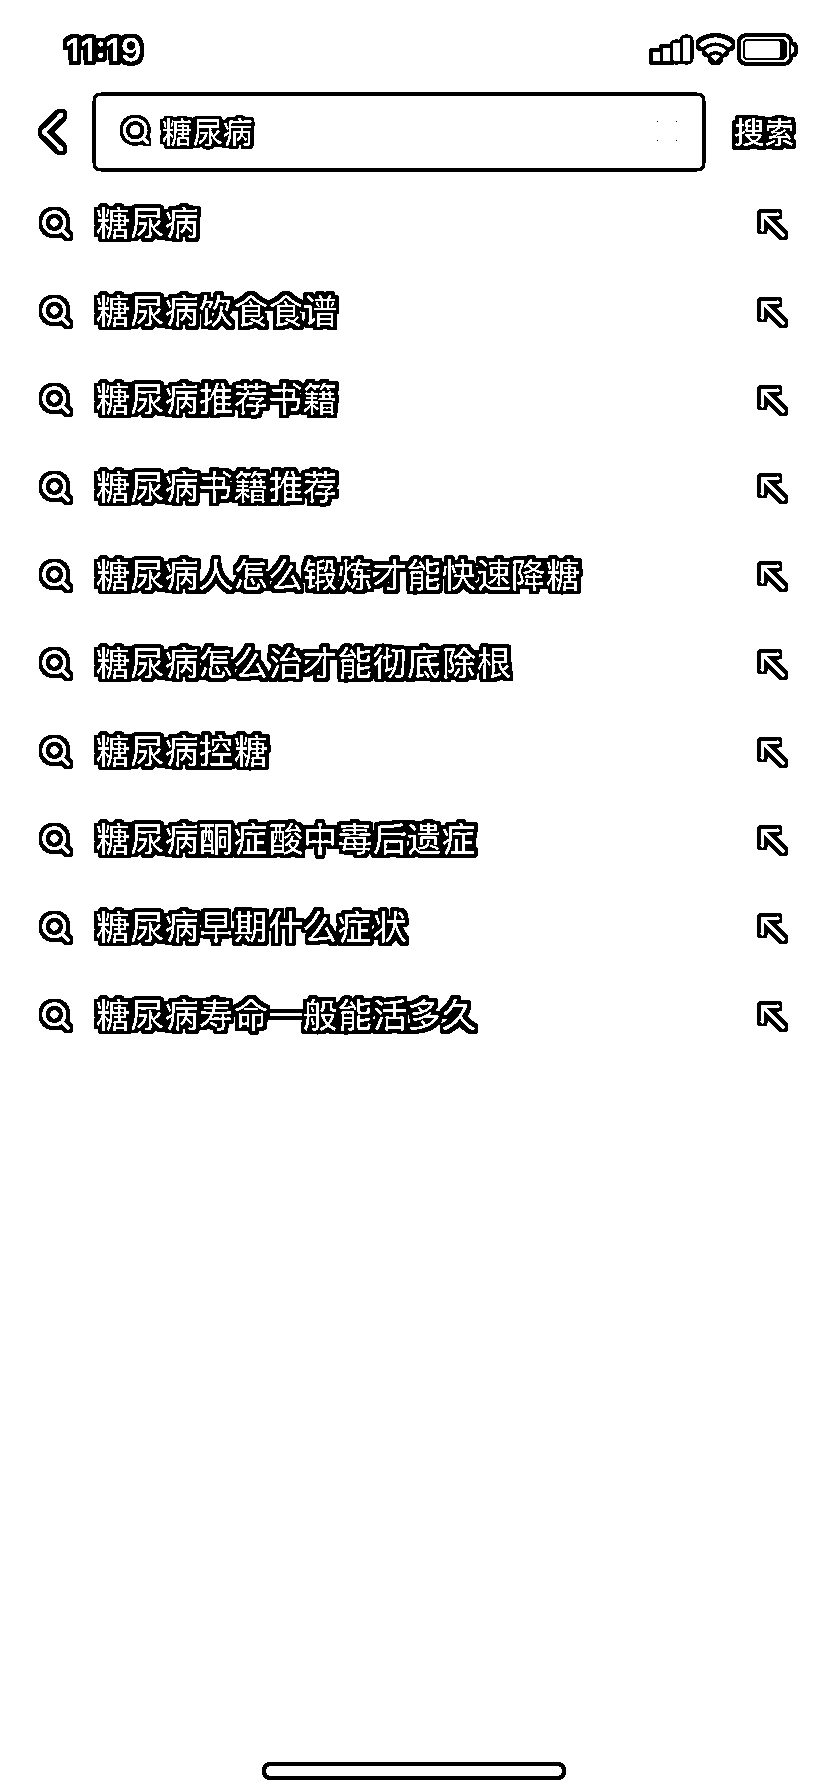 11:19
糖尿病
搜索
糖尿病
糖尿病饮食食谱
糖尿病推荐书籍
糖尿病书籍推荐
糖尿病人怎么锻炼才能快速降糖
糖尿病怎么治才能彻底除根
糖尿病控糖
糖尿病酮症酸中毒后遗症
糖尿病早期什么症状
糖尿病寿命一般能活多久